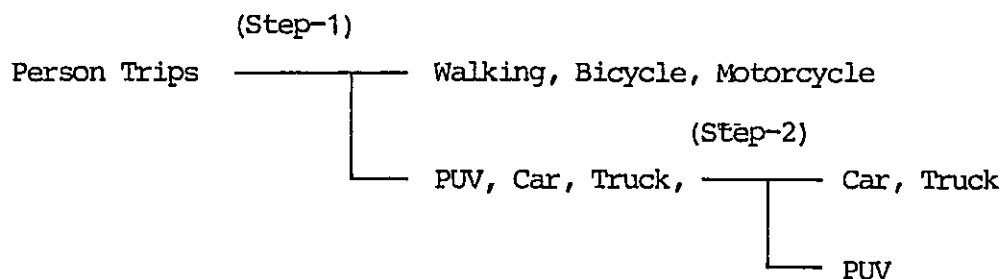 (Step-1)
Person Trips Walking, Bicycle, Motorcycle
(Step-2)
PUV, Car, Truck, Car, Truck
PUV